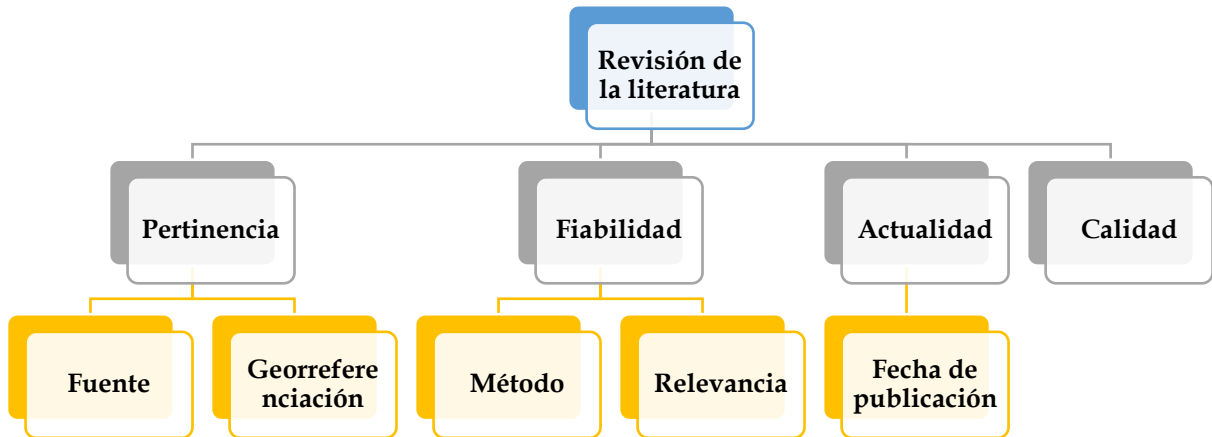 Revisión de
la literatura
Pertinencia
Fiabilidad
Actualidad
Calidad
Fuente
Georrefere
nciación
Método
Relevancia
Fecha de
publicación